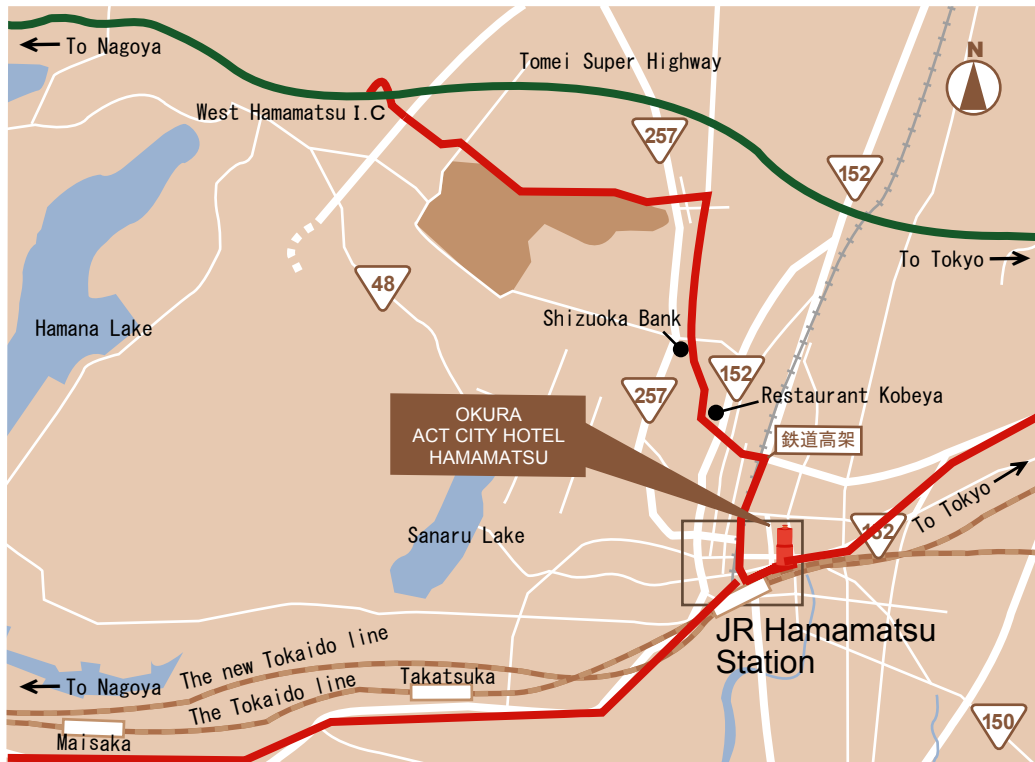 To Nagoya
Tomei Super Highway
N
West Hamamatsu I.C
257
152
To Tokyo
48
Hamana Lake
Shizuoka Bank
152
257
Restaurant Kobeya
OKURA
ACT CITY HOTEL
HAMAMATSU
鉄道高架
To Tokyo
Sanaru Lake
152
JR Hamamatsu
Station
The new Tokaido line
To Nagoya
The Tokaido line
Takatsuka
Maisaka
150